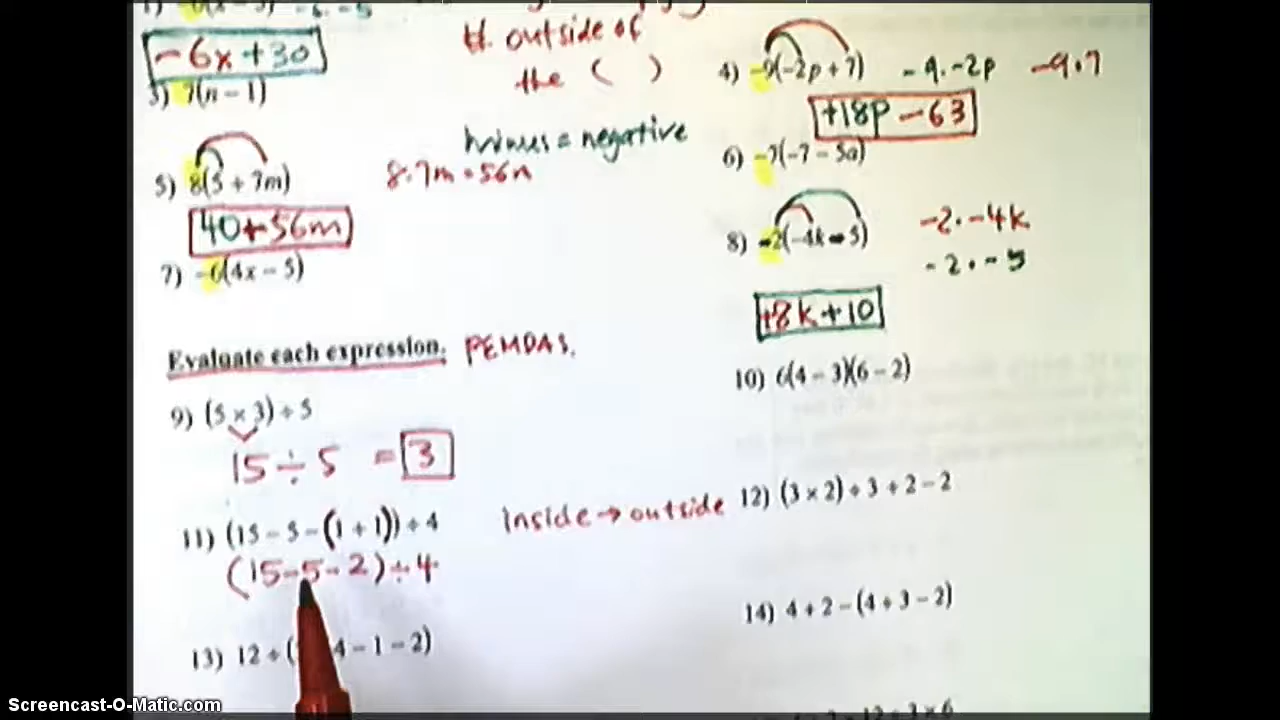 -6x+30
#. outside of
the ( )
3) 7(n − 1)
4) −9(−2p + 7) -9.-2p -9.7
+18p -63
minus = negative
5) 8(5 + 7m) 8.7m = 56m
6) −7(−7 − 5a)
40+56m
7) −6(4x − 5)
8) −2(−4k − 5) -2.-4k
-2.-5
+8k+10
Evaluate each expression. PEMDAS.
9) (5 × 3) ÷ 5
10) 6(4 − 3)(6 − 2)
15 ÷ 5 = 3
11) (15 − 5 − (1 + 1)) ÷ 4 Inside → outside
12) (3 × 2) ÷ 3 + 2 − 2
(15-5-2) ÷ 4
13) 12 ÷ ( 4 − 1 − 2)
14) 4 + 2 − (4 + 3 − 2)
Screencast-O-Matic.com